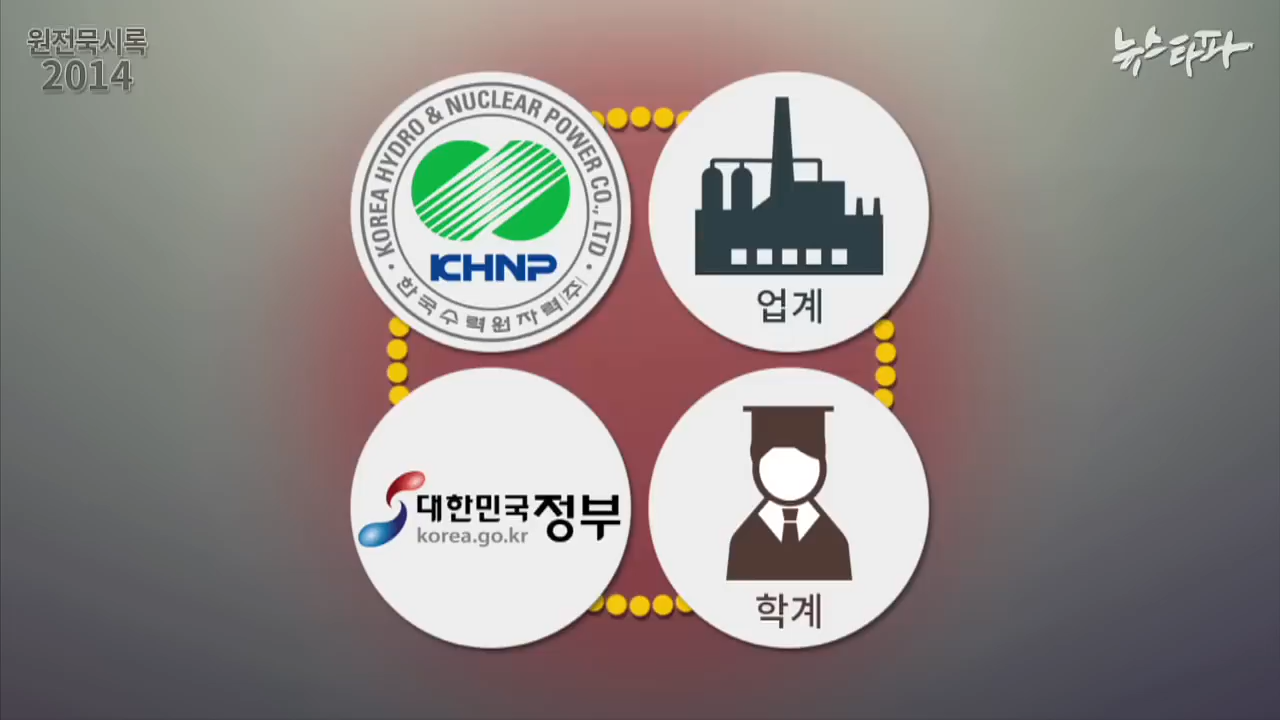 원전묵시록
2014
뉴스타파
KOREA HYDRO & NUCLEAR POWER CO., LTD
KHNP
한국수력원자력(주)
업계
대한민국정부
korea.go.kr
학계